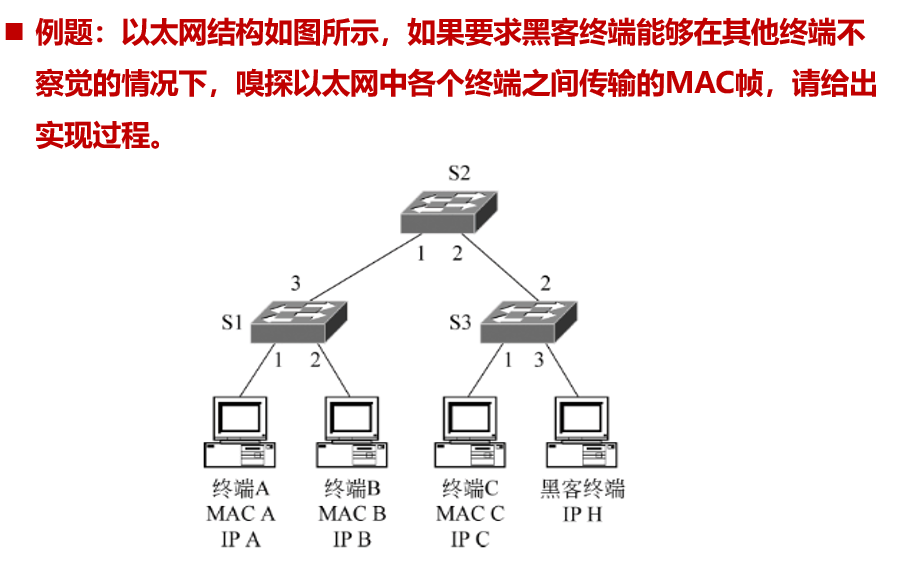 ■ 例题：以太网结构如图所示，如果要求黑客终端能够在其他终端不
察觉的情况下，嗅探以太网中各个终端之间传输的MAC帧，请给出
实现过程。
S2
1 2
3 2
S1 S3
1 2 1 3
终端A 终端B 终端C 黑客终端
MAC A MAC B MAC C IP H
IP A IP B IP C